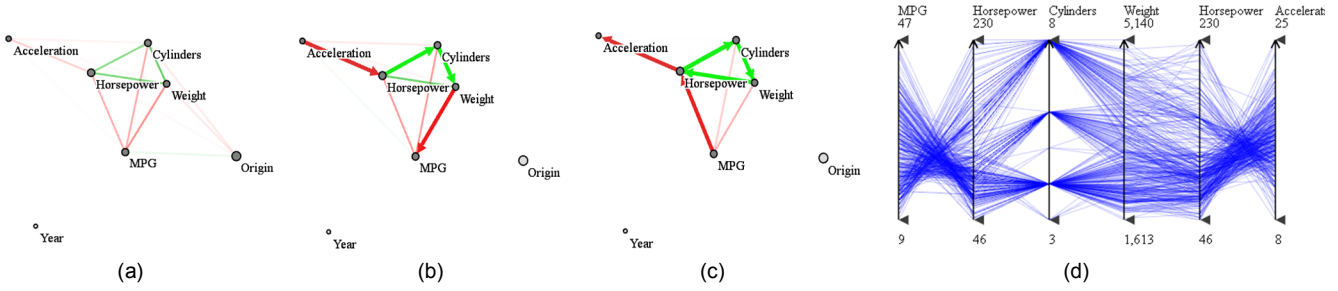 Acceleration
Cylinders
Horsepower
Weight
MPG
Origin
Year
(a)
Acceleration
Cylinders
Horsepower
Weight
MPG
Origin
Year
(b)
Acceleration
Cylinders
Horsepower
Weight
MPG
Origin
Year
(c)
MPG Horsepower Cylinders Weight Horsepower Accelerati
47 230 8 5,140 230 25
9 46 3 1,613 46 8
(d)